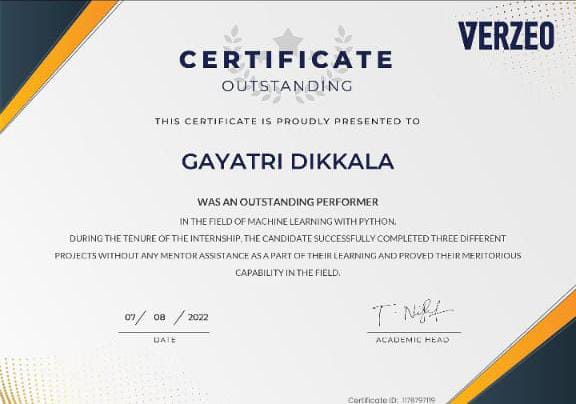 VERZEO
CERTIFICATE
OUTSTANDING
THIS CERTIFICATE IS PROUDLY PRESENTED TO
GAYATRI DIKKALA
WAS AN OUTSTANDING PERFORMER
IN THE FIELD OF MACHINE LEARNING WITH PYTHON.
DURING THE TENURE OF THE INTERNSHIP, THE CANDIDATE SUCCESSFULLY COMPLETED THREE DIFFERENT
PROJECTS WITHOUT ANY MENTOR ASSISTANCE AS A PART OF THEIR LEARNING AND PROVED THEIR MERITORIOUS
CAPABILITY IN THE FIELD.
07/ 08 /2022
DATE
ACADEMIC HEAD
Certificate ID: 1178797119